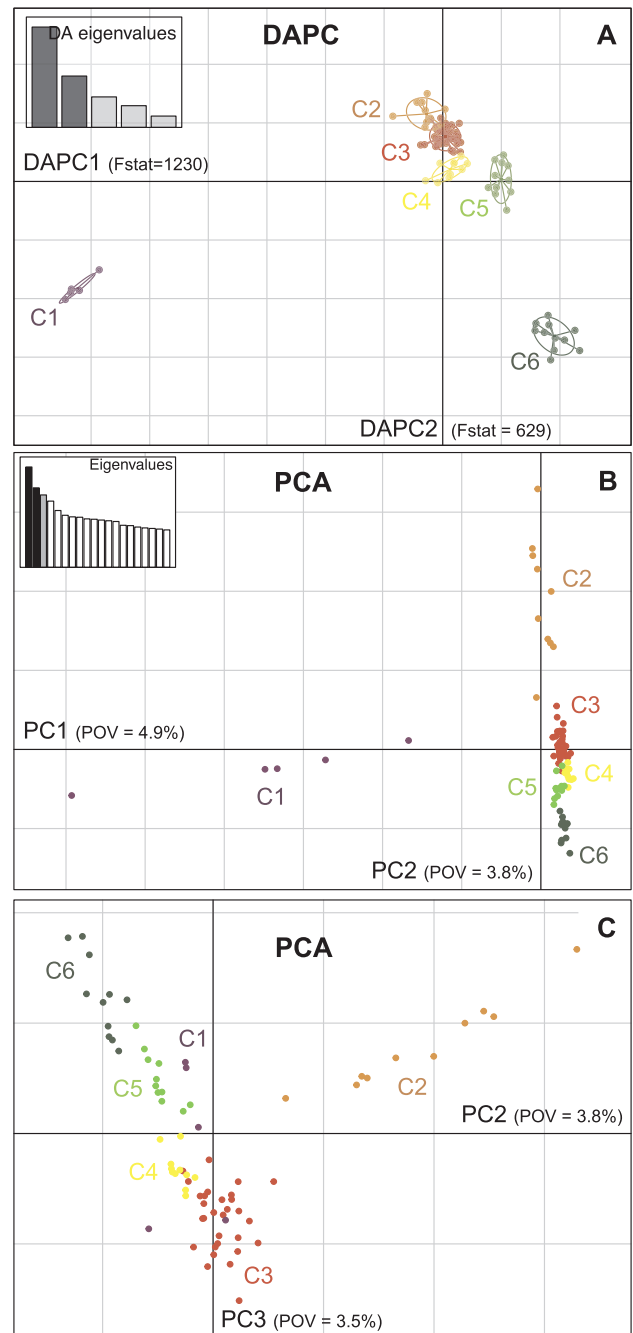 DA eigenvalues
DAPC
A
C2
C3
DAPC1 (Fstat=1230)
C4
C5
C1
C6
DAPC2 (Fstat = 629)
Eigenvalues
PCA
B
C2
C3
PC1 (POV = 4.9%)
C4
C5
C1
C6
PC2 (POV = 3.8%)
PCA
C
C6
C1
C5
C2
PC2 (POV = 3.8%)
C4
C3
PC3 (POV = 3.5%)